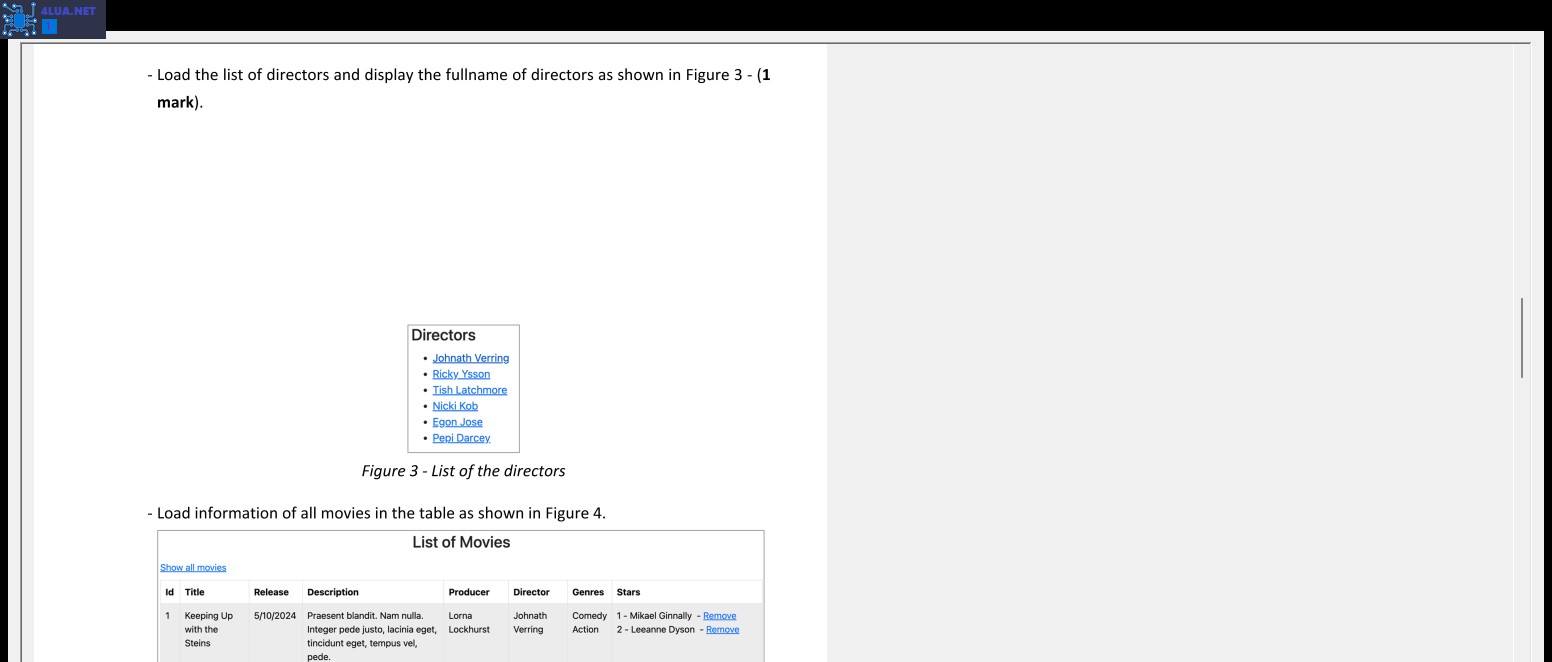 4LUA.NET
- Load the list of directors and display the fullname of directors as shown in Figure 3 - (1
mark).
Directors
• Johnath Verring
• Ricky Ysson
• Tish Latchmore
• Nicki Kob
• Egon Jose
• Pepi Darcey
Figure 3 - List of the directors
- Load information of all movies in the table as shown in Figure 4.
List of Movies
Show all movies
Id Title Release Description Producer Director Genres Stars
1 Keeping Up 5/10/2024 Praesent blandit. Nam nulla. Lorna Johnath Comedy 1 - Mikael Ginnally - Remove
with the Integer pede justo, lacinia eget, Lockhurst Verring Action 2 - Leeanne Dyson - Remove
Steins tincidunt eget, tempus vel,
pede.